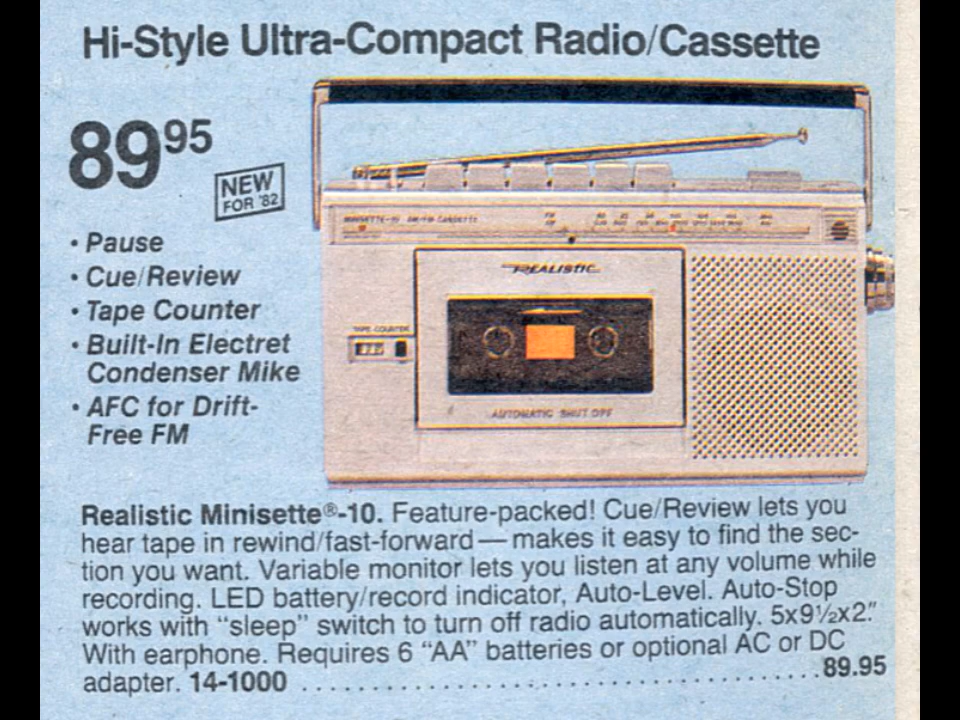 Hi-Style Ultra-Compact Radio/Cassette
89⁹⁵
NEW
FOR '82
• Pause
• Cue/Review
• Tape Counter
• Built-In Electret
Condenser Mike
• AFC for Drift-
Free FM
MINISETTE-10 AM/FM CASSETTE
REALISTIC
TAPE COUNTER
AUTOMATIC SHUT OFF
Realistic Minisette®-10. Feature-packed! Cue/Review lets you
hear tape in rewind/fast-forward — makes it easy to find the sec-
tion you want. Variable monitor lets you listen at any volume while
recording. LED battery/record indicator, Auto-Level. Auto-Stop
works with “sleep” switch to turn off radio automatically. 5x9½x2".
With earphone. Requires 6 “AA” batteries or optional AC or DC
adapter. 14-1000 ........................................ 89.95